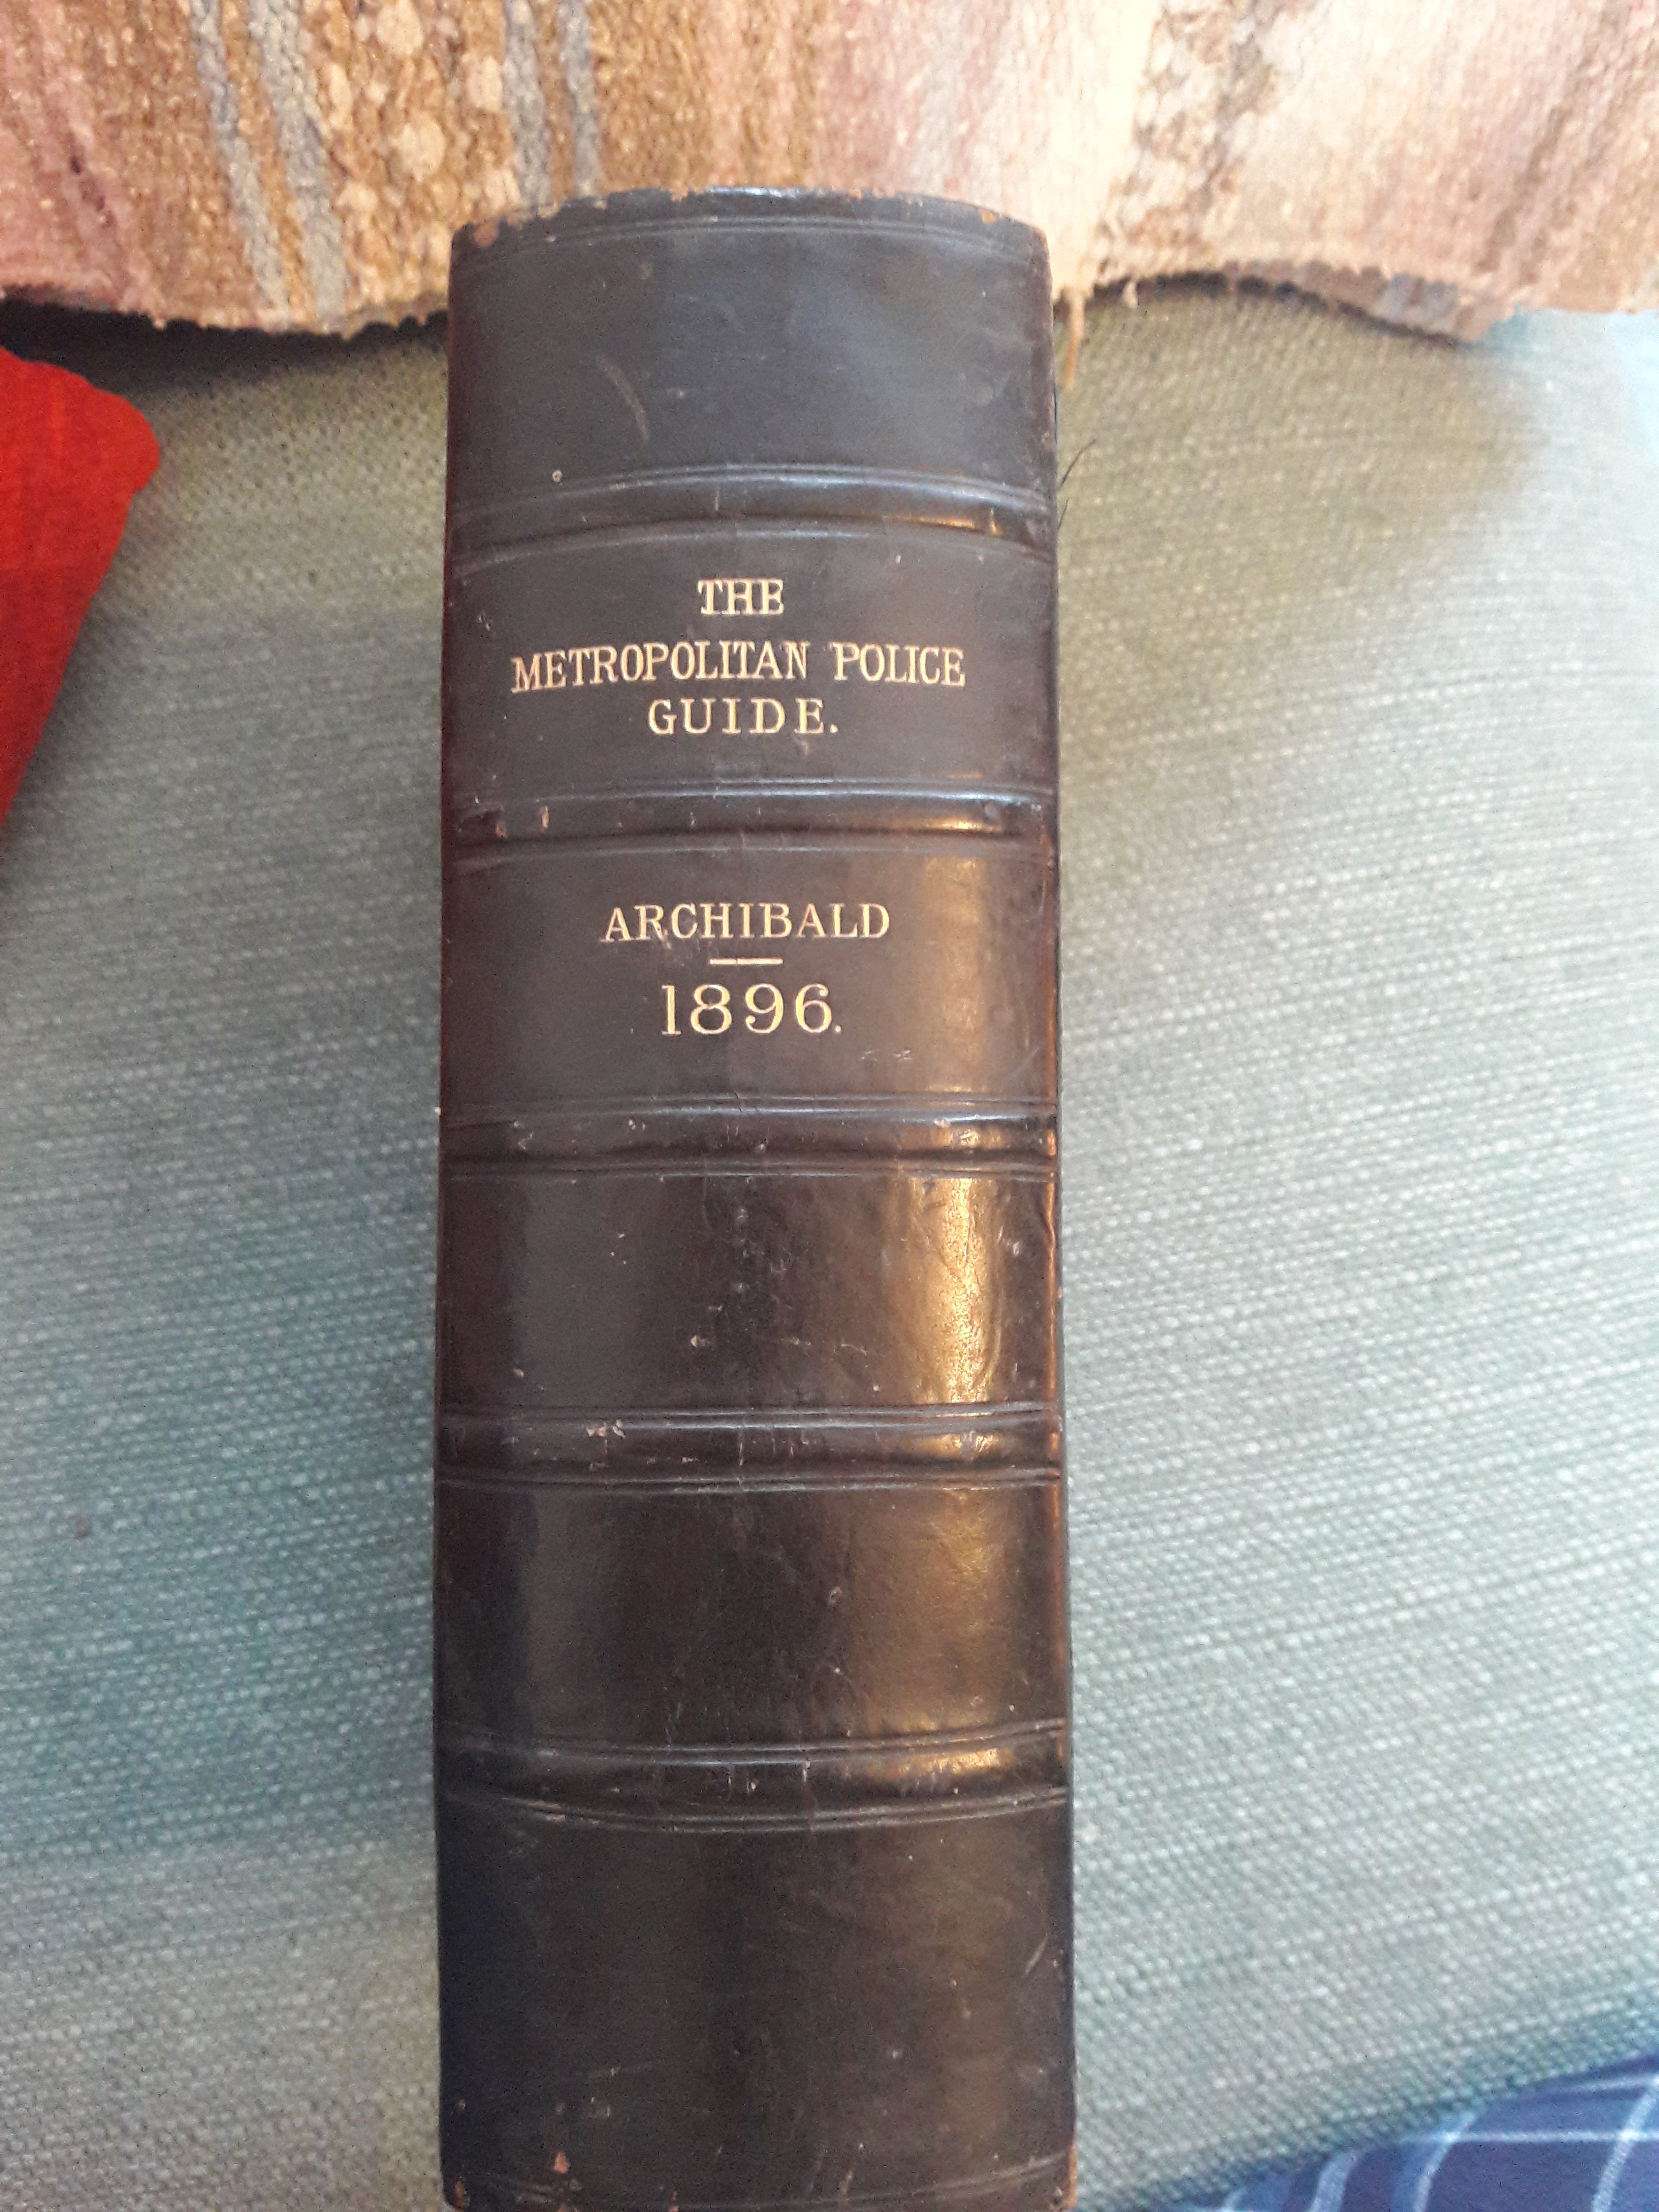 THE
METROPOLITAN POLICE
GUIDE.
ARCHIBALD
1896.